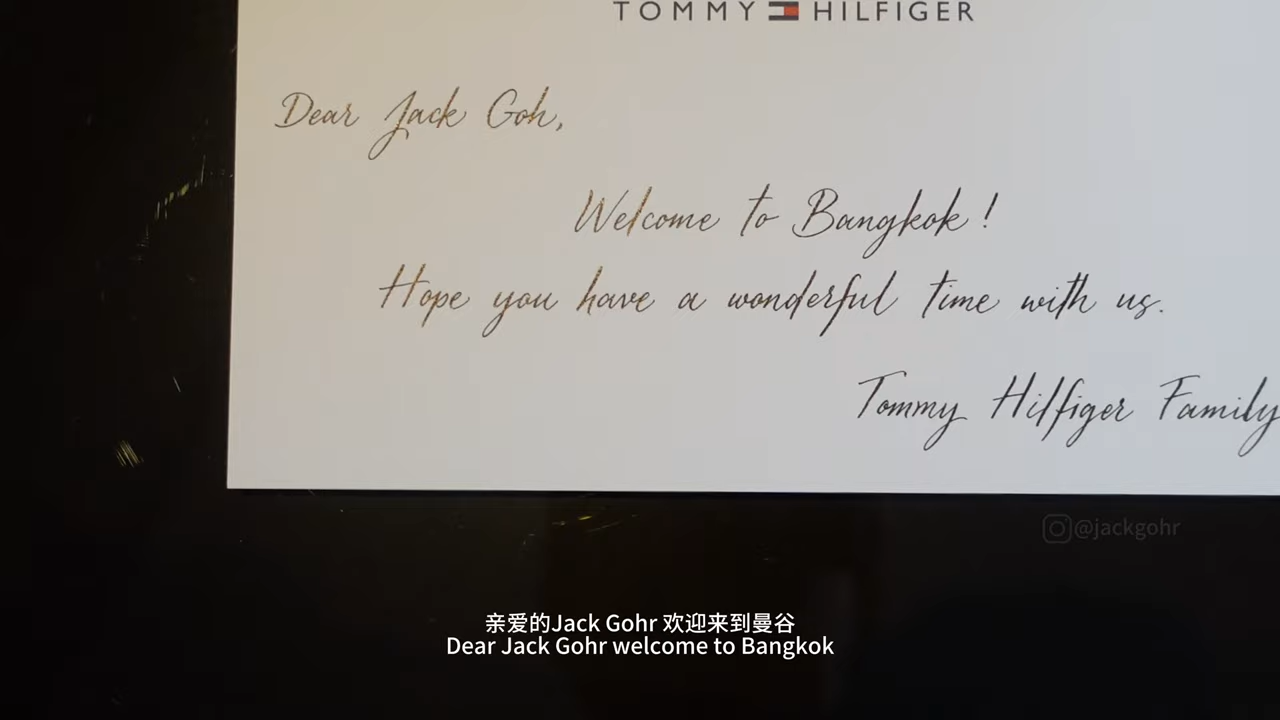 TOMMY HILFIGER
Dear Jack Goh,
Welcome to Bangkok !
Hope you have a wonderful time with us.
Tommy Hilfiger Family
@jackgohr
亲爱的Jack Gohr 欢迎来到曼谷
Dear Jack Gohr welcome to Bangkok